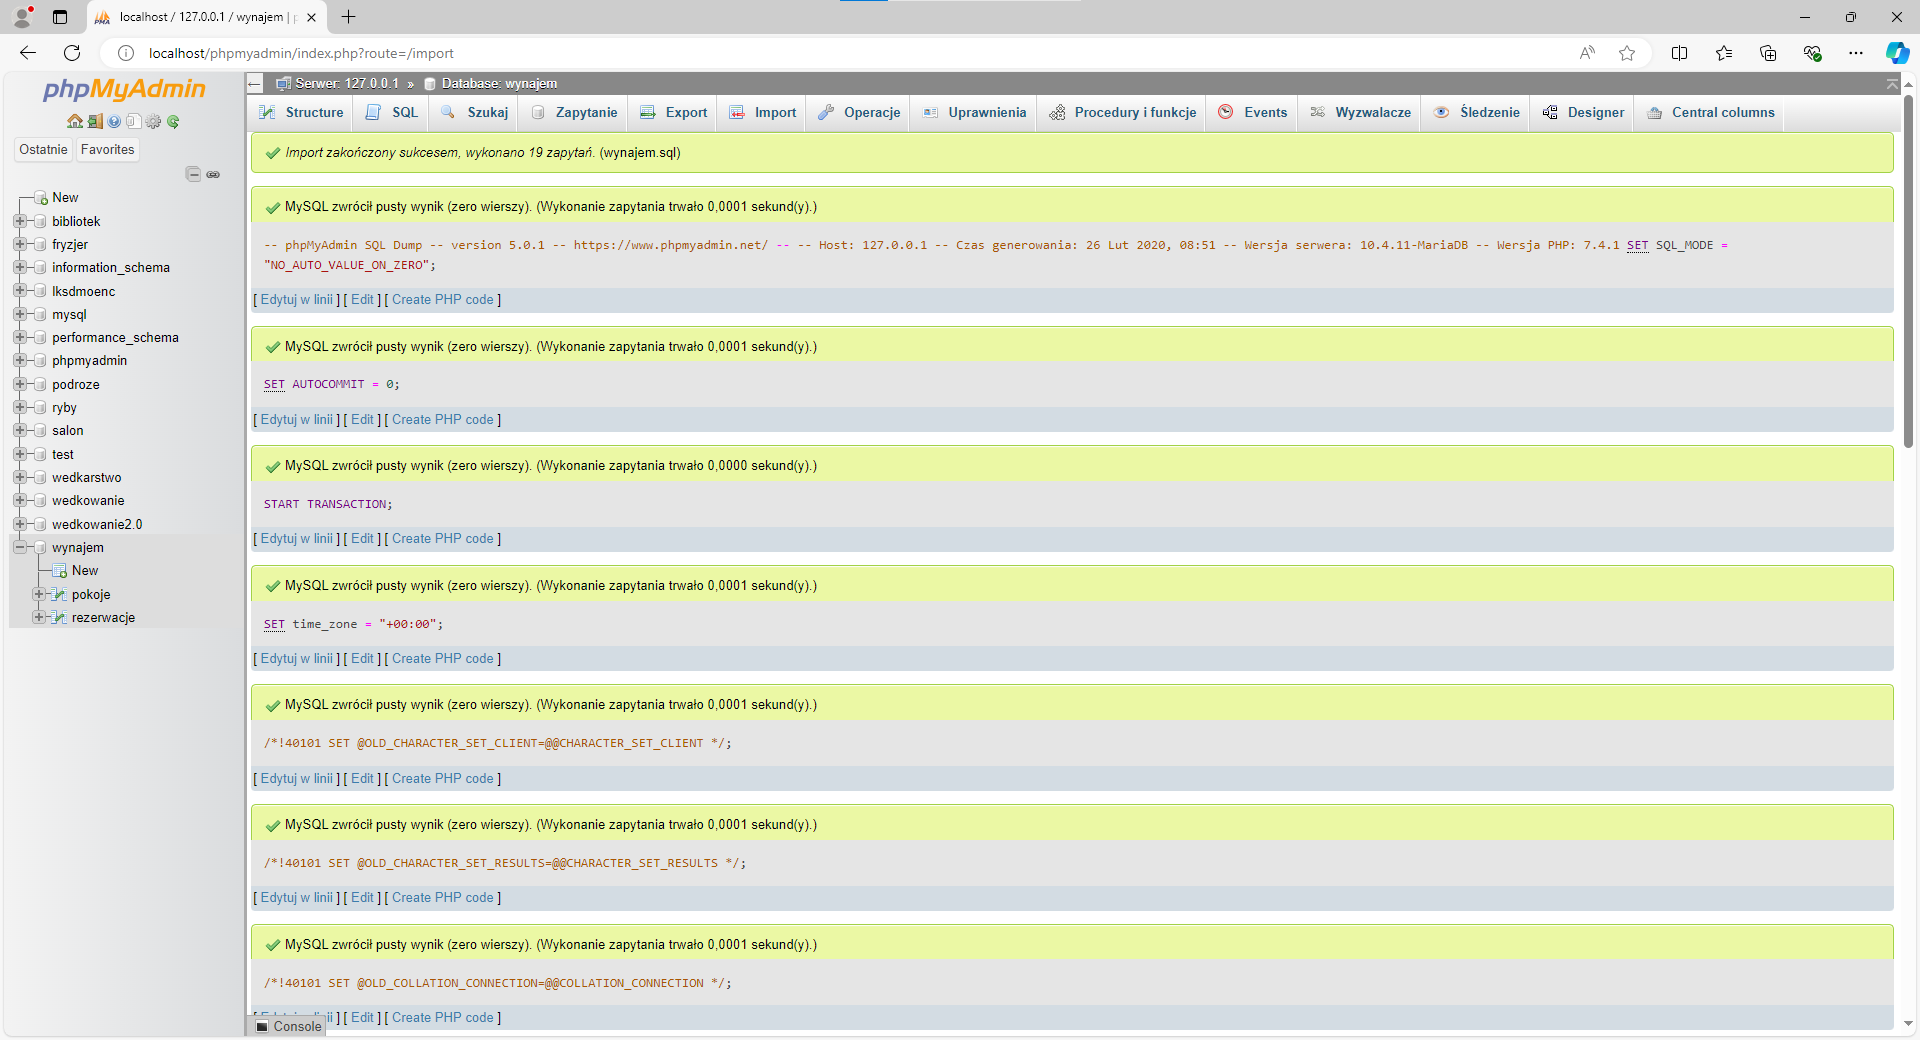 localhost / 127.0.0.1 / wynajem | p
localhost/phpmyadmin/index.php?route=/import
phpMyAdmin
Ostatnie Favorites
New
bibliotek
fryzjer
information_schema
lksdmoenc
mysql
performance_schema
phpmyadmin
podroze
ryby
salon
test
wedkarstwo
wedkowanie
wedkowanie2.0
wynajem
New
pokoje
rezerwacje
Serwer: 127.0.0.1 » Database: wynajem
Structure SQL Szukaj Zapytanie Export Import Operacje Uprawnienia Procedury i funkcje Events Wyzwalacze Śledzenie Designer Central columns
Import zakończony sukcesem, wykonano 19 zapytań. (wynajem.sql)
MySQL zwrócił pusty wynik (zero wierszy). (Wykonanie zapytania trwało 0,0001 sekund(y).)
-- phpMyAdmin SQL Dump -- version 5.0.1 -- https://www.phpmyadmin.net/ -- -- Host: 127.0.0.1 -- Czas generowania: 26 Lut 2020, 08:51 -- Wersja serwera: 10.4.11-MariaDB -- Wersja PHP: 7.4.1 SET SQL_MODE =
"NO_AUTO_VALUE_ON_ZERO";
[ Edytuj w linii ] [ Edit ] [ Create PHP code ]
MySQL zwrócił pusty wynik (zero wierszy). (Wykonanie zapytania trwało 0,0001 sekund(y).)
SET AUTOCOMMIT = 0;
[ Edytuj w linii ] [ Edit ] [ Create PHP code ]
MySQL zwrócił pusty wynik (zero wierszy). (Wykonanie zapytania trwało 0,0000 sekund(y).)
START TRANSACTION;
[ Edytuj w linii ] [ Edit ] [ Create PHP code ]
MySQL zwrócił pusty wynik (zero wierszy). (Wykonanie zapytania trwało 0,0001 sekund(y).)
SET time_zone = "+00:00";
[ Edytuj w linii ] [ Edit ] [ Create PHP code ]
MySQL zwrócił pusty wynik (zero wierszy). (Wykonanie zapytania trwało 0,0001 sekund(y).)
/*!40101 SET @OLD_CHARACTER_SET_CLIENT=@@CHARACTER_SET_CLIENT */;
[ Edytuj w linii ] [ Edit ] [ Create PHP code ]
MySQL zwrócił pusty wynik (zero wierszy). (Wykonanie zapytania trwało 0,0001 sekund(y).)
/*!40101 SET @OLD_CHARACTER_SET_RESULTS=@@CHARACTER_SET_RESULTS */;
[ Edytuj w linii ] [ Edit ] [ Create PHP code ]
MySQL zwrócił pusty wynik (zero wierszy). (Wykonanie zapytania trwało 0,0001 sekund(y).)
/*!40101 SET @OLD_COLLATION_CONNECTION=@@COLLATION_CONNECTION */;
ii ] [ Edit ] [ Create PHP code ]
Console